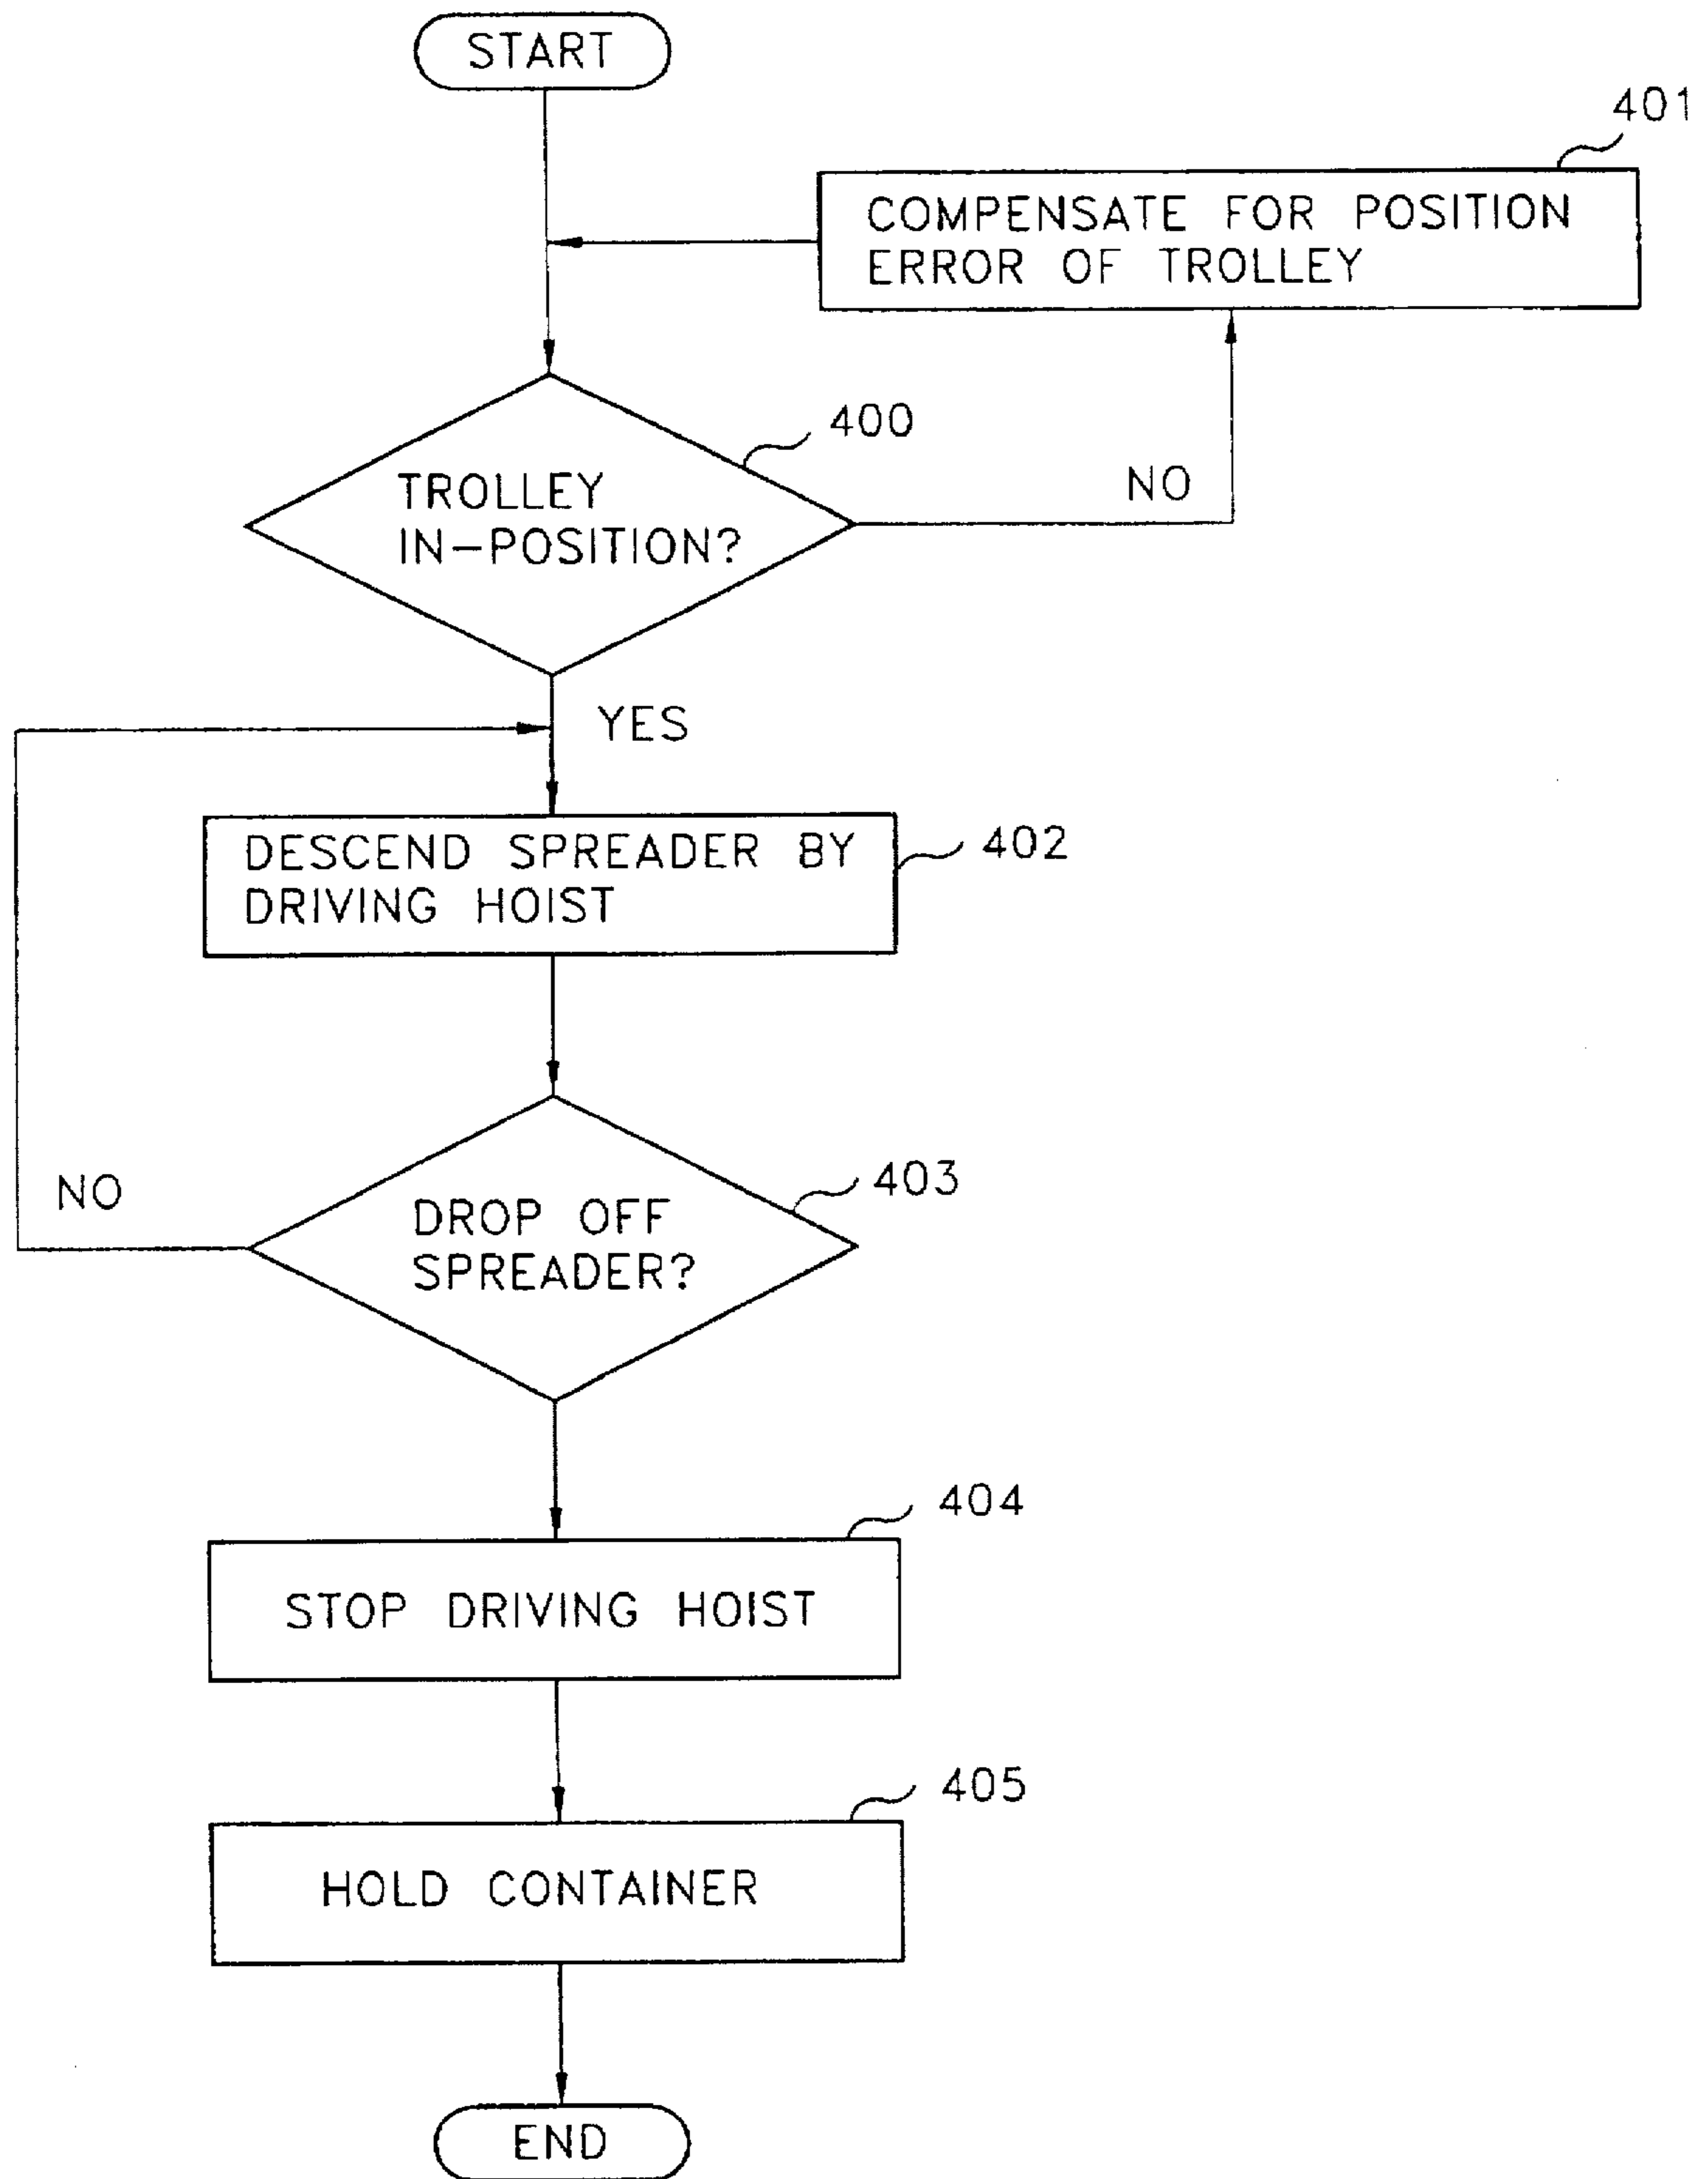 START
401
COMPENSATE FOR POSITION
ERROR OF TROLLEY
400
TROLLEY
IN-POSITION?
NO
YES
DESCEND SPREADER BY
DRIVING HOIST
402
NO
403
DROP OFF
SPREADER?
404
STOP DRIVING HOIST
405
HOLD CONTAINER
END